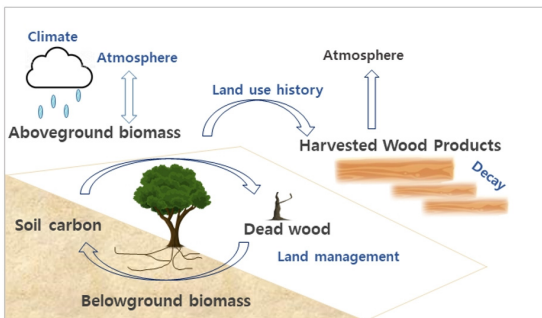 Climate
Atmosphere
Atmosphere
Land use history
Aboveground biomass
Harvested Wood Products
Decay
Soil carbon
Dead wood
Land management
Belowground biomass